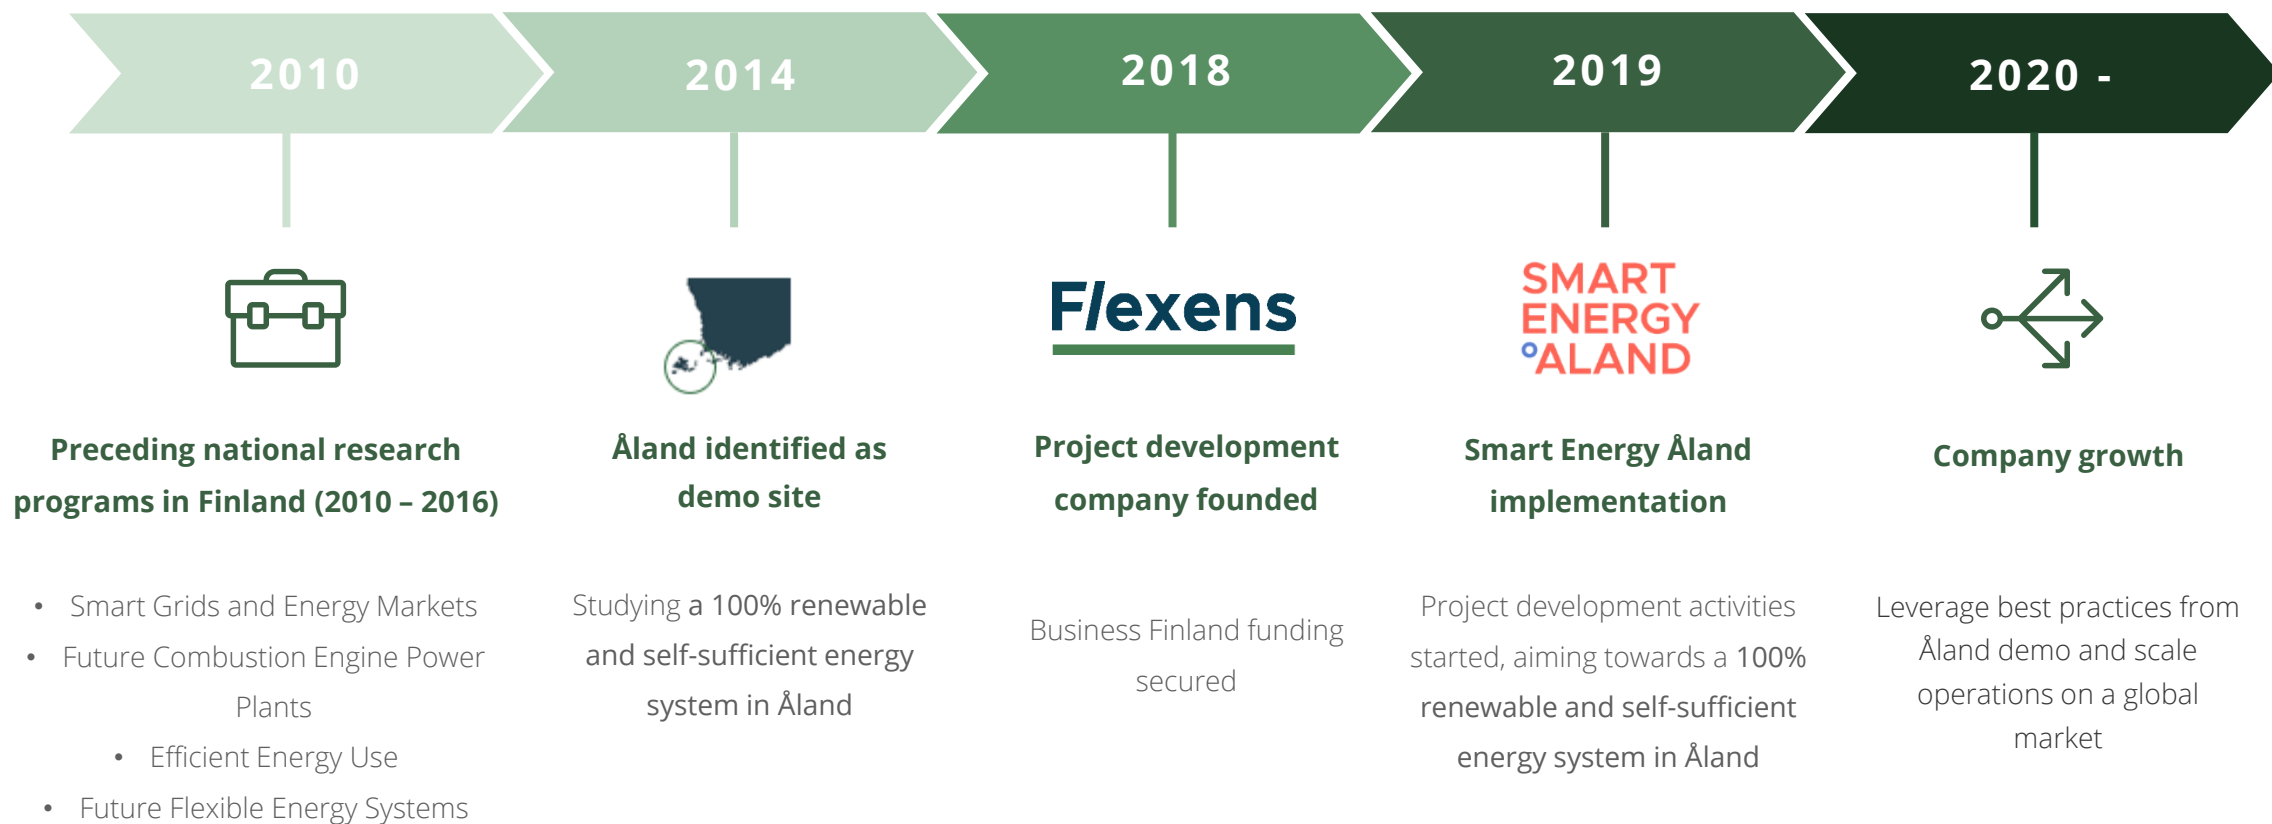 2010
2014
2018
2019
2020 -
Flexens
SMART
ENERGY
°ALAND
Preceding national research
programs in Finland (2010 – 2016)
• Smart Grids and Energy Markets
• Future Combustion Engine Power
Plants
• Efficient Energy Use
• Future Flexible Energy Systems
Åland identified as
demo site
Studying a 100% renewable
and self-sufficient energy
system in Åland
Project development
company founded
Business Finland funding
secured
Smart Energy Åland
implementation
Project development activities
started, aiming towards a 100%
renewable and self-sufficient
energy system in Åland
Company growth
Leverage best practices from
Åland demo and scale
operations on a global
market